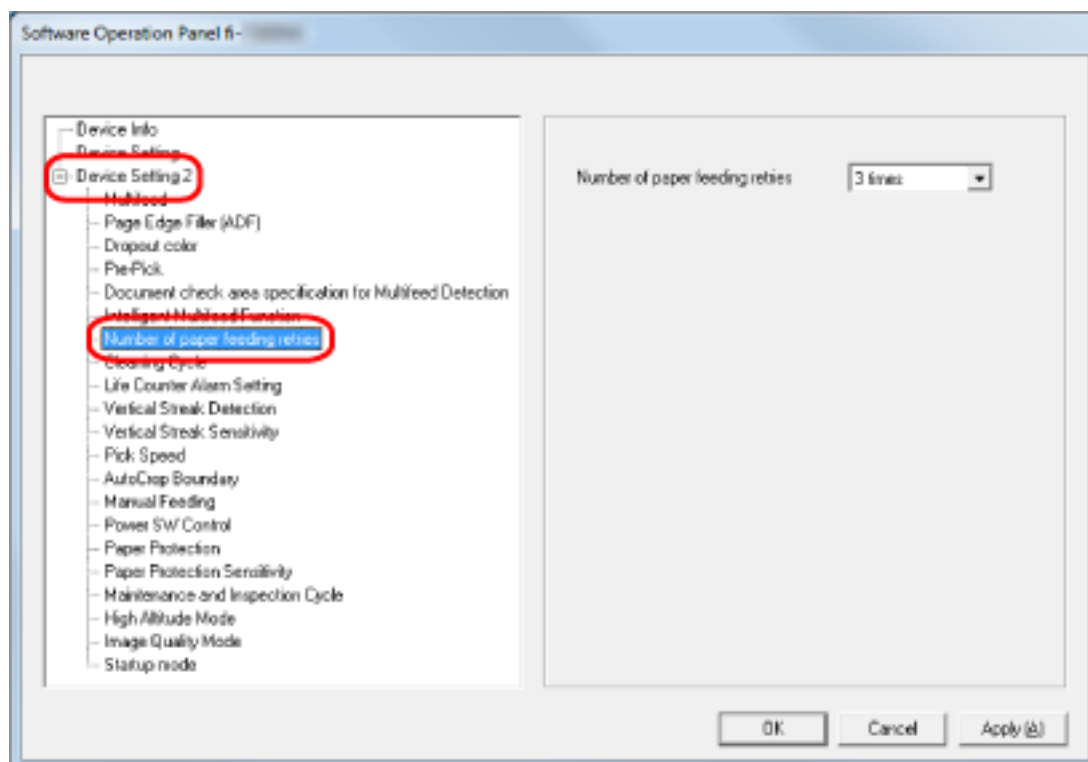 Software Operation Panel fi-
Device Info
Device Setting
Device Setting 2
Multifeed
Page Edge Filler (ADF)
Dropout color
Pre-Pick
Document check area specification for Multifeed Detection
Intelligent Multifeed Function
Number of paper feeding retries
Cleaning Cycle
Life Counter Alarm Setting
Vertical Streak Detection
Vertical Streak Sensitivity
Pick Speed
AutoCrop Boundary
Manual Feeding
Power SW Control
Paper Protection
Paper Protection Sensitivity
Maintenance and Inspection Cycle
High Altitude Mode
Image Quality Mode
Startup mode
Number of paper feeding retries 3 times
OK Cancel Apply (A)